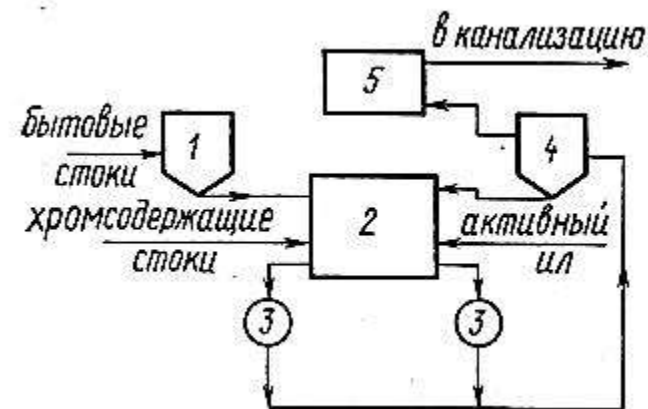 в канализацию
5
бытовые
стоки
1
4
хромсодержащие
стоки
2
активный
ил
3
3